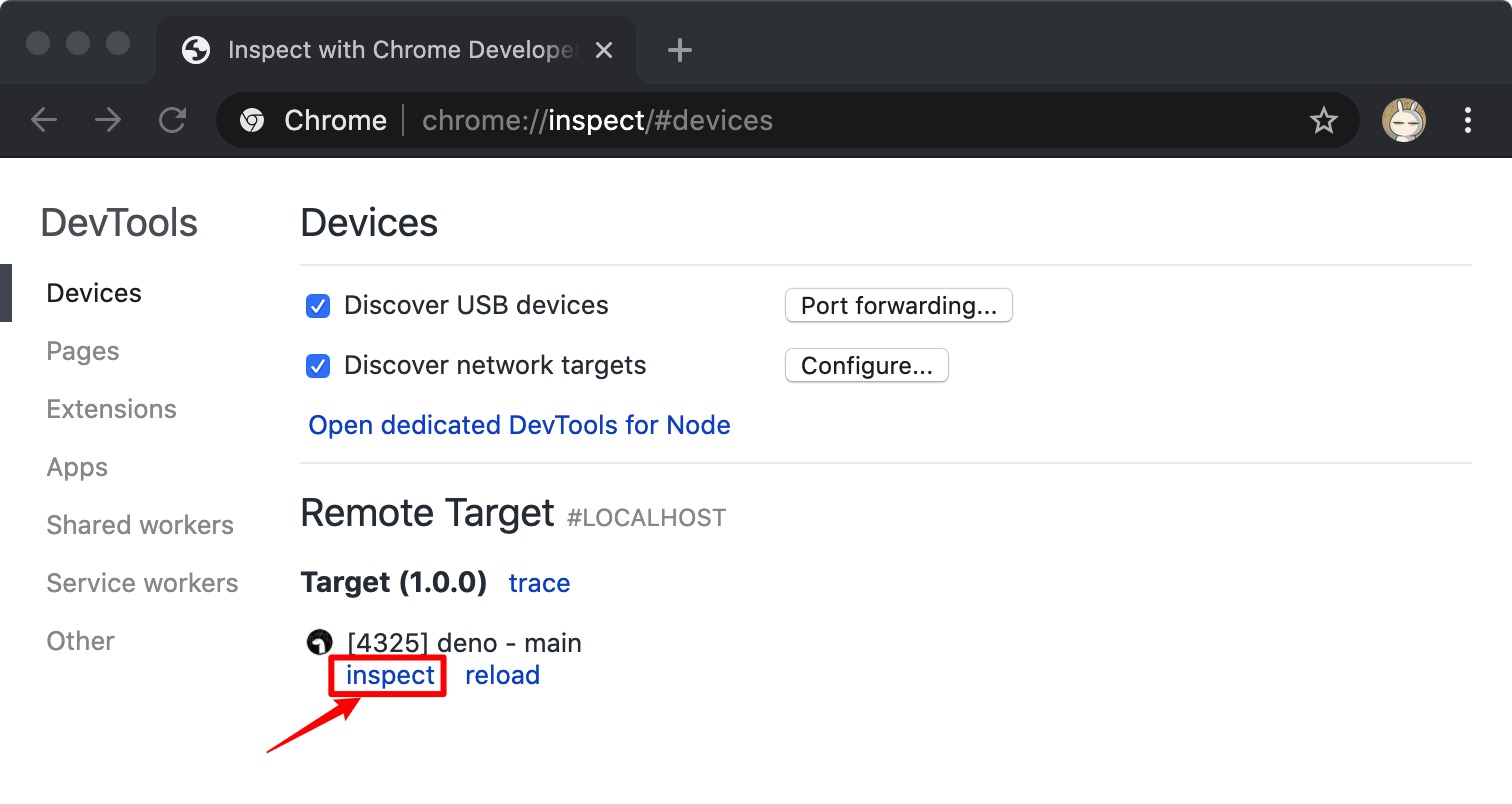 Inspect with Chrome Develope
Chrome
chrome://inspect/#devices
DevTools
Devices
Pages
Extensions
Apps
Shared workers
Service workers
Other
Devices
Discover USB devices
Port forwarding...
Discover network targets
Configure...
Open dedicated DevTools for Node
Remote Target #LOCALHOST
Target (1.0.0) trace
[4325] deno - main
inspect reload